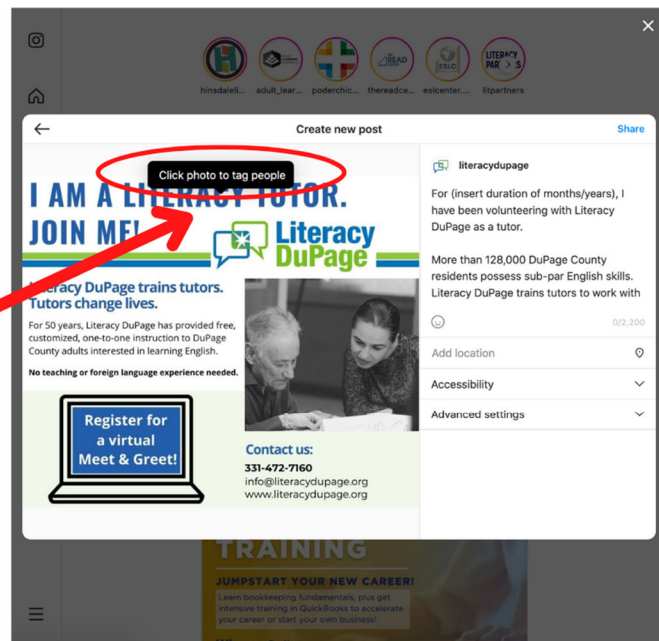 hinsdaleli...
adult_lear...
poderchic...
thereadce...
eslcenter....
litpartners
READ
ESLC
LITERACY
PAR S
Create new post
Share
Click photo to tag people
I AM A LITERACY TUTOR.
JOIN ME!
Literacy
DuPage
Literacy DuPage trains tutors.
Tutors change lives.
For 50 years, Literacy DuPage has provided free,
customized, one-to-one instruction to DuPage
County adults interested in learning English.
No teaching or foreign language experience needed.
Register for
a virtual
Meet & Greet!
Contact us:
331-472-7160
info@literacydupage.org
www.literacydupage.org
literacydupage
For (insert duration of months/years), I
have been volunteering with Literacy
DuPage as a tutor.
More than 128,000 DuPage County
residents possess sub-par English skills.
Literacy DuPage trains tutors to work with
0/2,200
Add location
Accessibility
Advanced settings
TRAINING
JUMPSTART YOUR NEW CAREER!
Learn bookkeeping fundamentals, plus get
intensive training in QuickBooks to accelerate
your career or start your own business!